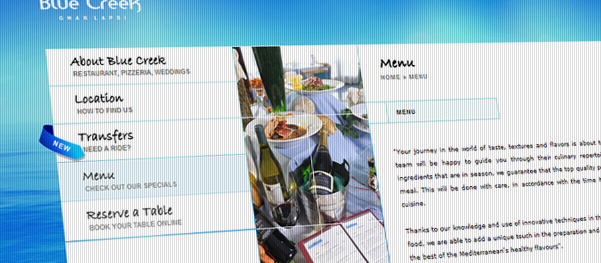 Blue Creek
GHAR LAPSI
About Blue Creek
RESTAURANT, PIZZERIA, WEDDINGS
Location
HOW TO FIND US
Transfers
NEED A RIDE?
NEW
Menu
CHECK OUT OUR SPECIALS
Reserve a Table
BOOK YOUR TABLE ONLINE
Menu
HOME » MENU
MENU
"Your journey in the world of taste, textures and flavors is about
team will be happy to guide you through their culinary
ingredients that are in season, we guarantee that the top quality
meal. This will be done with care, in accordance with the time
cuisine.
Thanks to our knowledge and use of innovative techniques in
food, we are able to add a unique touch in the preparation and
the best of the Mediterranean's healthy flavours".